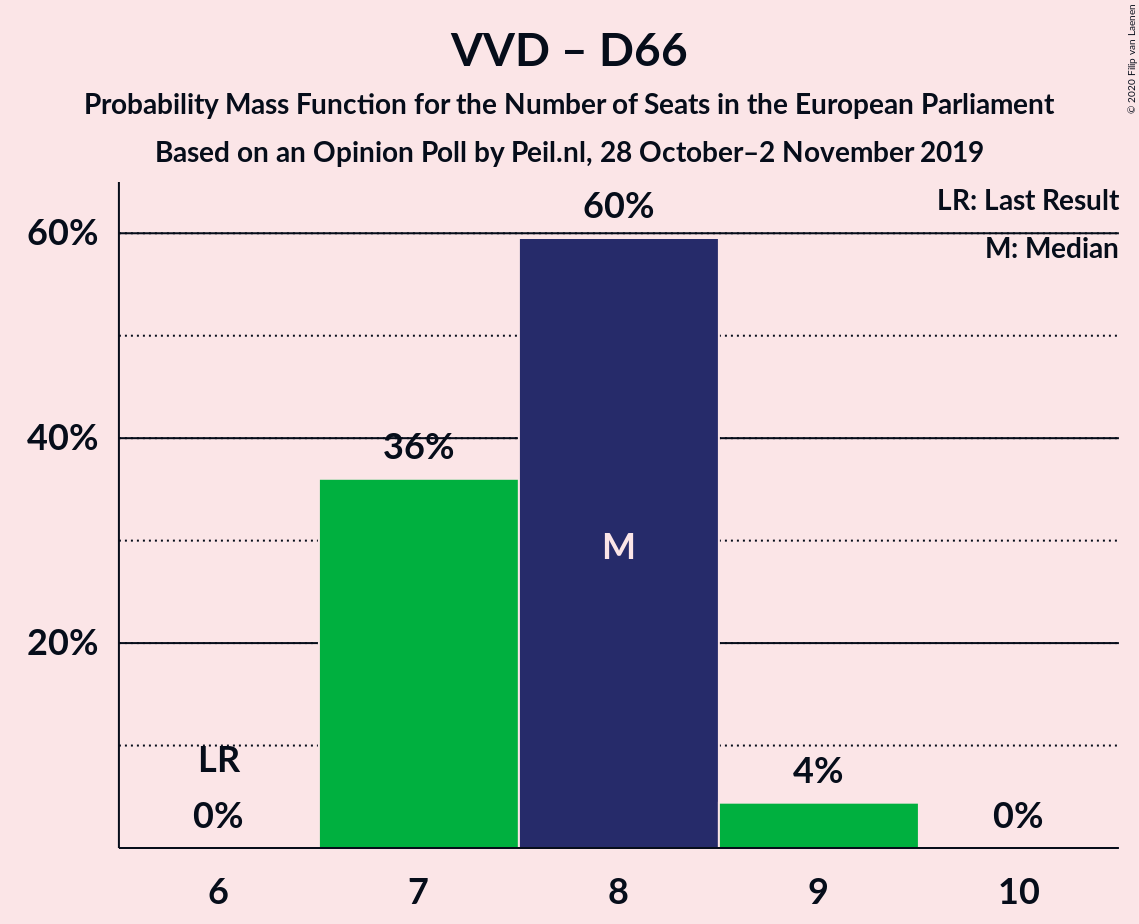 VVD – D66
Probability Mass Function for the Number of Seats in the European Parliament
Based on an Opinion Poll by Peil.nl, 28 October–2 November 2019
© 2020 Filip van Laenen
LR: Last Result
M: Median
60%
40%
20%
LR
0%
36%
60%
M
4%
0%
6
7
8
9
10